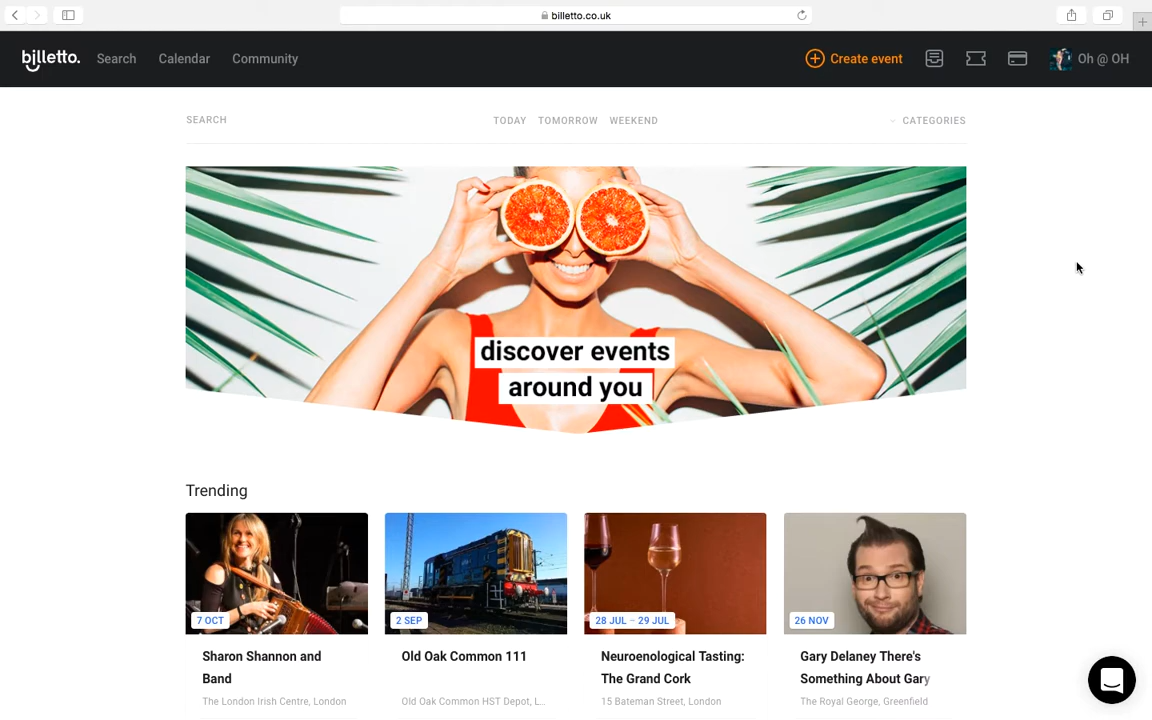 billetto.co.uk
billetto.
Search
Calendar
Community
Create event
Oh @ OH
SEARCH
TODAY
TOMORROW
WEEKEND
CATEGORIES
discover events
around you
Trending
7 OCT
2 SEP
28 JUL – 29 JUL
26 NOV
Sharon Shannon and
Band
The London Irish Centre, London
Old Oak Common 111
Old Oak Common HST Depot, L...
Neuroenological Tasting:
The Grand Cork
15 Bateman Street, London
Gary Delaney There's
Something About Gary
The Royal George, Greenfield